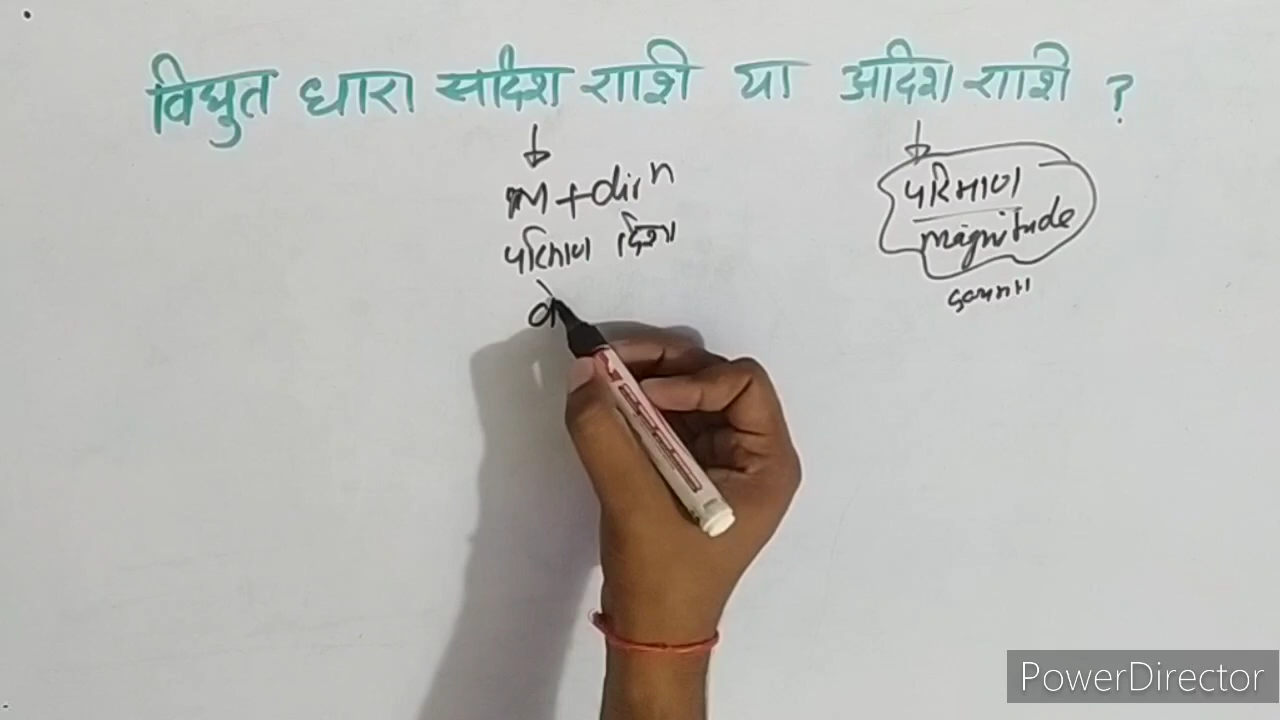 विद्युत धारा सदिश राशि या अदिश राशि ?
M + dirⁿ
परिमाण दिशा
परिमाण
magnitude
PowerDirector